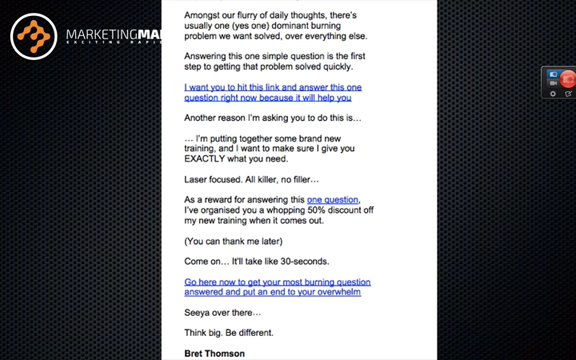 MARKETINGMA
EXCITING RAPI
Amongst our flurry of daily thoughts, there's
usually one (yes one) dominant burning
problem we want solved, over everything else.
Answering this one simple question is the first
step to getting that problem solved quickly.
I want you to hit this link and answer this one
question right now because it will help you
Another reason I'm asking you to do this is…
… I'm putting together some brand new
training, and I want to make sure I give you
EXACTLY what you need.
Laser focused. All killer, no filler…
As a reward for answering this one question,
I've organised you a whopping 50% discount off
my new training when it comes out.
(You can thank me later)
Come on… It'll take like 30-seconds.
Go here now to get your most burning question
answered and put an end to your overwhelm
Seeya over there…
Think big. Be different.
Bret Thomson